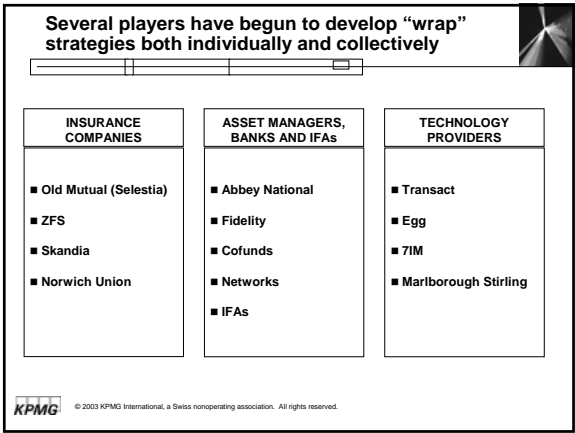 Several players have begun to develop “wrap”
strategies both individually and collectively
INSURANCE
COMPANIES
■ Old Mutual (Selestia)
■ ZFS
■ Skandia
■ Norwich Union
ASSET MANAGERS,
BANKS AND IFAs
■ Abbey National
■ Fidelity
■ Cofunds
■ Networks
■ IFAs
TECHNOLOGY
PROVIDERS
■ Transact
■ Egg
■ 7IM
■ Marlborough Stirling
KPMG
© 2003 KPMG International, a Swiss nonoperating association. All rights reserved.